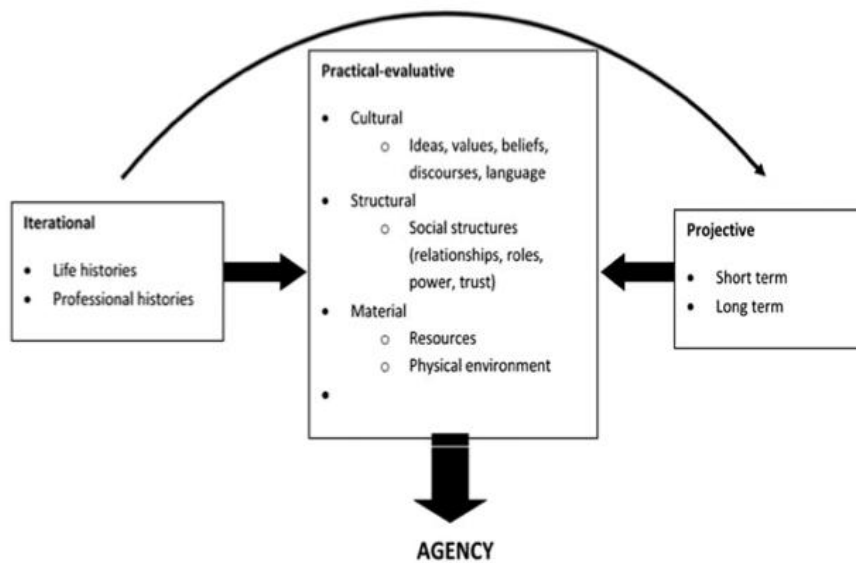 Practical-evaluative
• Cultural
o Ideas, values, beliefs,
discourses, language
• Structural
o Social structures
(relationships, roles,
power, trust)
• Material
o Resources
o Physical environment
•
Iterational
• Life histories
• Professional histories
Projective
• Short term
• Long term
AGENCY